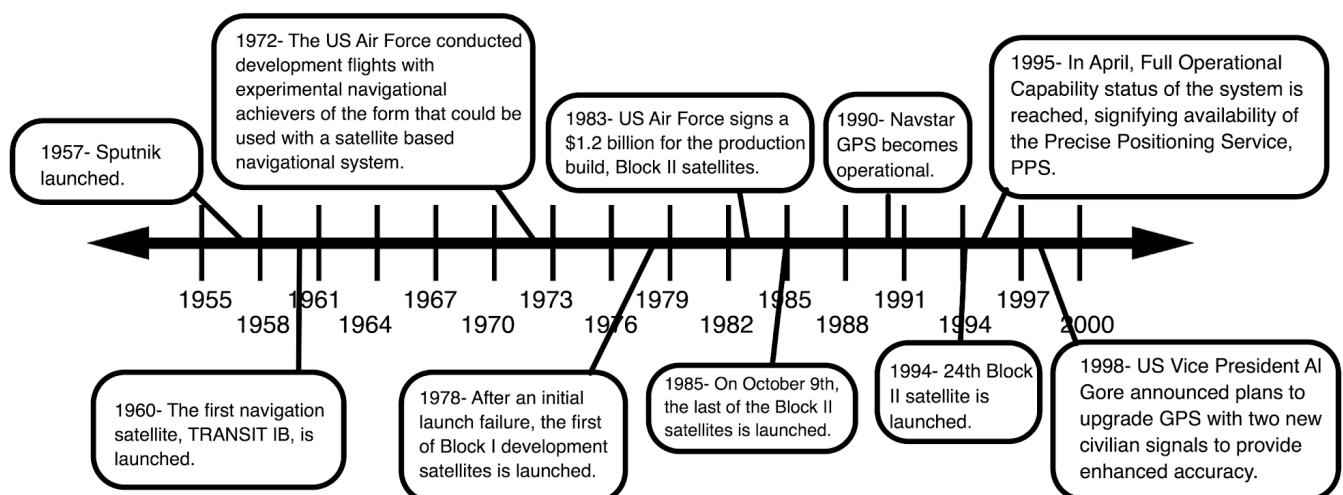 1957- Sputnik
launched.
1972- The US Air Force conducted
development flights with
experimental navigational
achievers of the form that could be
used with a satellite based
navigational system.
1983- US Air Force signs a
$1.2 billion for the production
build, Block II satellites.
1990- Navstar
GPS becomes
operational.
1995- In April, Full Operational
Capability status of the system is
reached, signifying availability of
the Precise Positioning Service,
PPS.
1955 1961 1967 1973 1979 1985 1991 1997
1958 1964 1970 1976 1982 1988 1994 2000
1960- The first navigation
satellite, TRANSIT IB, is
launched.
1978- After an initial
launch failure, the first
of Block I development
satellites is launched.
1985- On October 9th,
the last of the Block II
satellites is launched.
1994- 24th Block
II satellite is
launched.
1998- US Vice President Al
Gore announced plans to
upgrade GPS with two new
civilian signals to provide
enhanced accuracy.